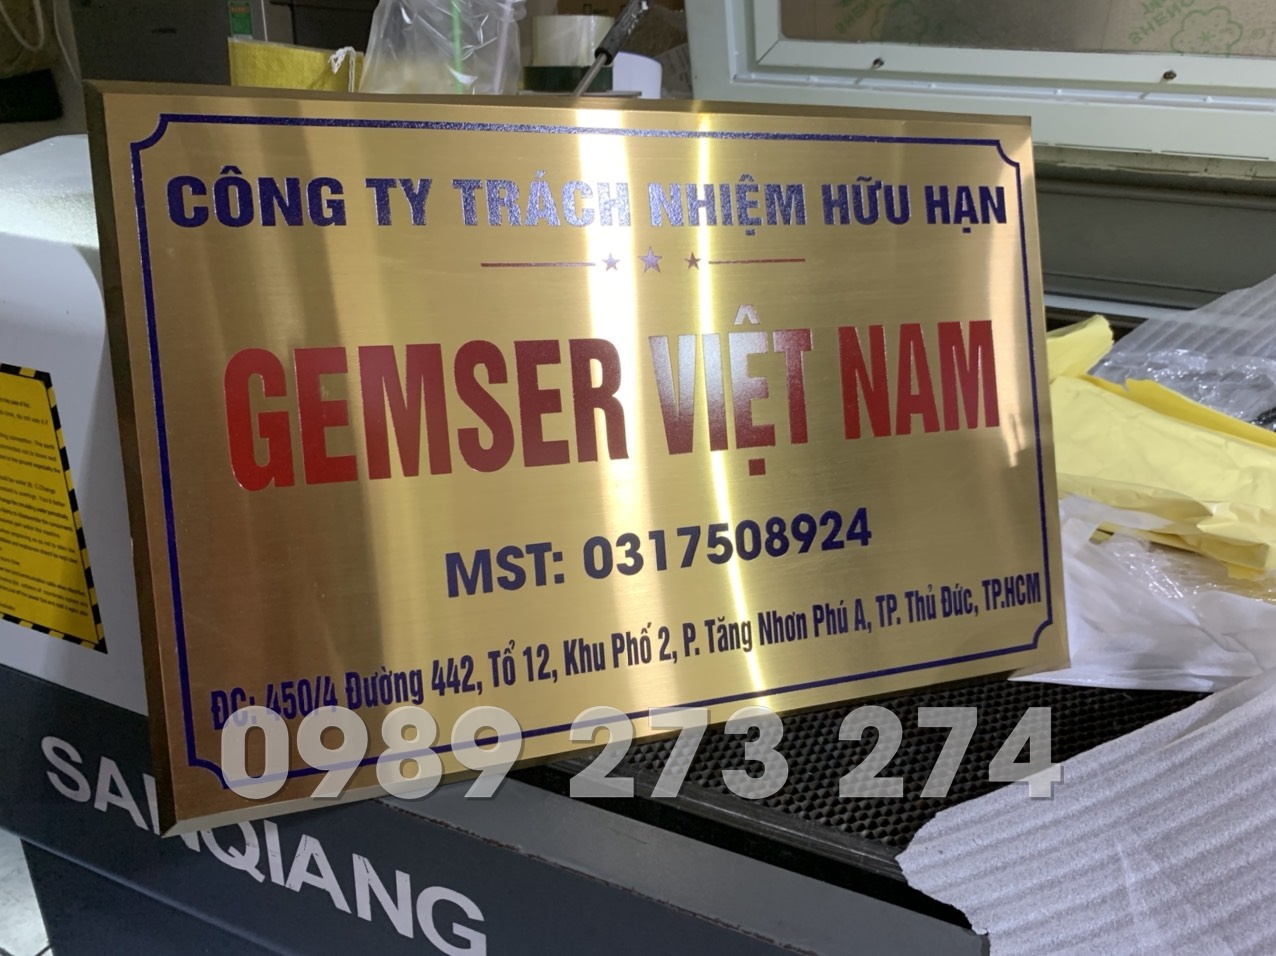 CÔNG TY TRÁCH NHIỆM HỮU HẠN
GEMSER VIỆT NAM
MST: 0317508924
ĐC: 450/4 Đường 442, Tổ 12, Khu Phố 2, P. Tăng Nhơn Phú A, TP. Thủ Đức, TP.HCM
0989 273 274
QIANG